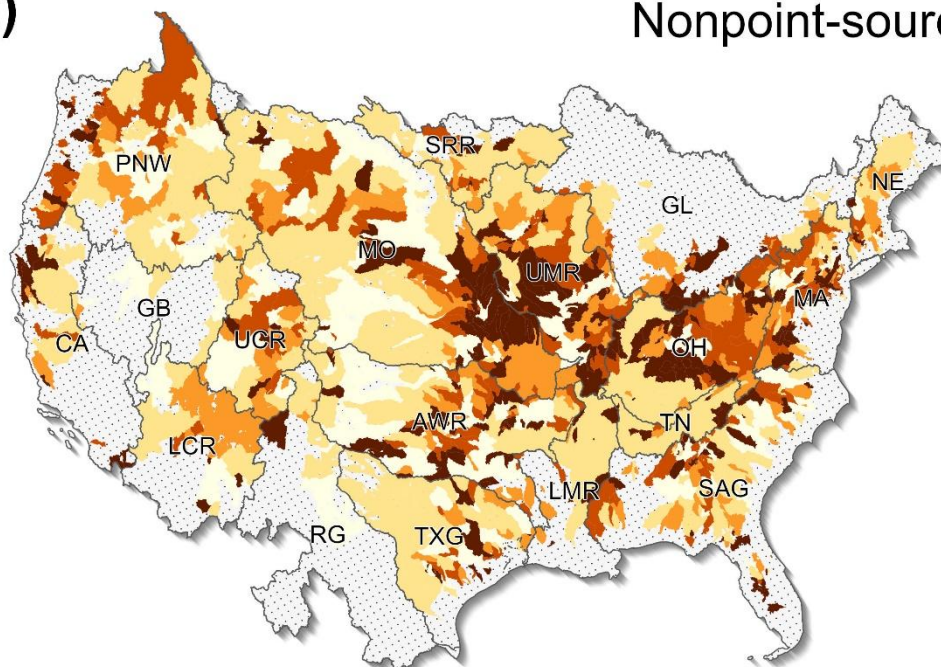 )
Nonpoint-sourc
SRR
PNW
NE
GL
MO
UMR
MA
GB
CA
UCR
OH
AWR
TN
LCR
LMR
SAG
RG
TXG